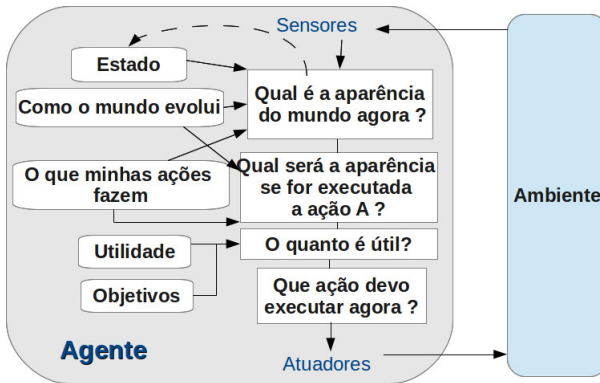 Sensores
Estado
Como o mundo evolui
Qual é a aparência
do mundo agora ?
O que minhas ações
fazem
Qual será a aparência
se for executada
a ação A ?
Ambiente
Utilidade
O quanto é útil?
Objetivos
Que ação devo
executar agora ?
Agente
Atuadores